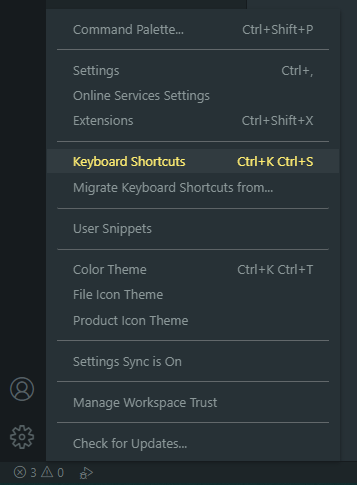 Command Palette... Ctrl+Shift+P
Settings Ctrl+,
Online Services Settings
Extensions Ctrl+Shift+X
Keyboard Shortcuts Ctrl+K Ctrl+S
Migrate Keyboard Shortcuts from...
User Snippets
Color Theme Ctrl+K Ctrl+T
File Icon Theme
Product Icon Theme
Settings Sync is On
Manage Workspace Trust
Check for Updates...
3 0